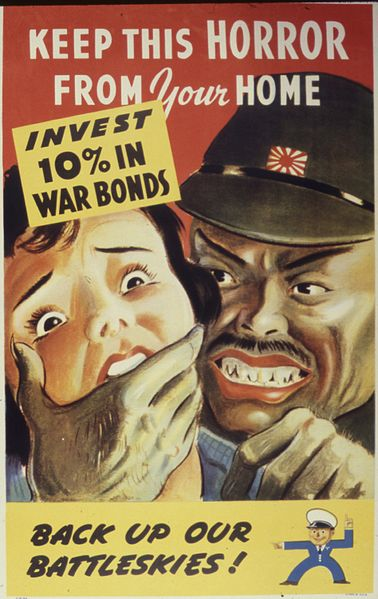 KEEP THIS HORROR
FROM Your HOME
INVEST
10% IN
WAR BONDS
BACK UP OUR
BATTLESKIES!